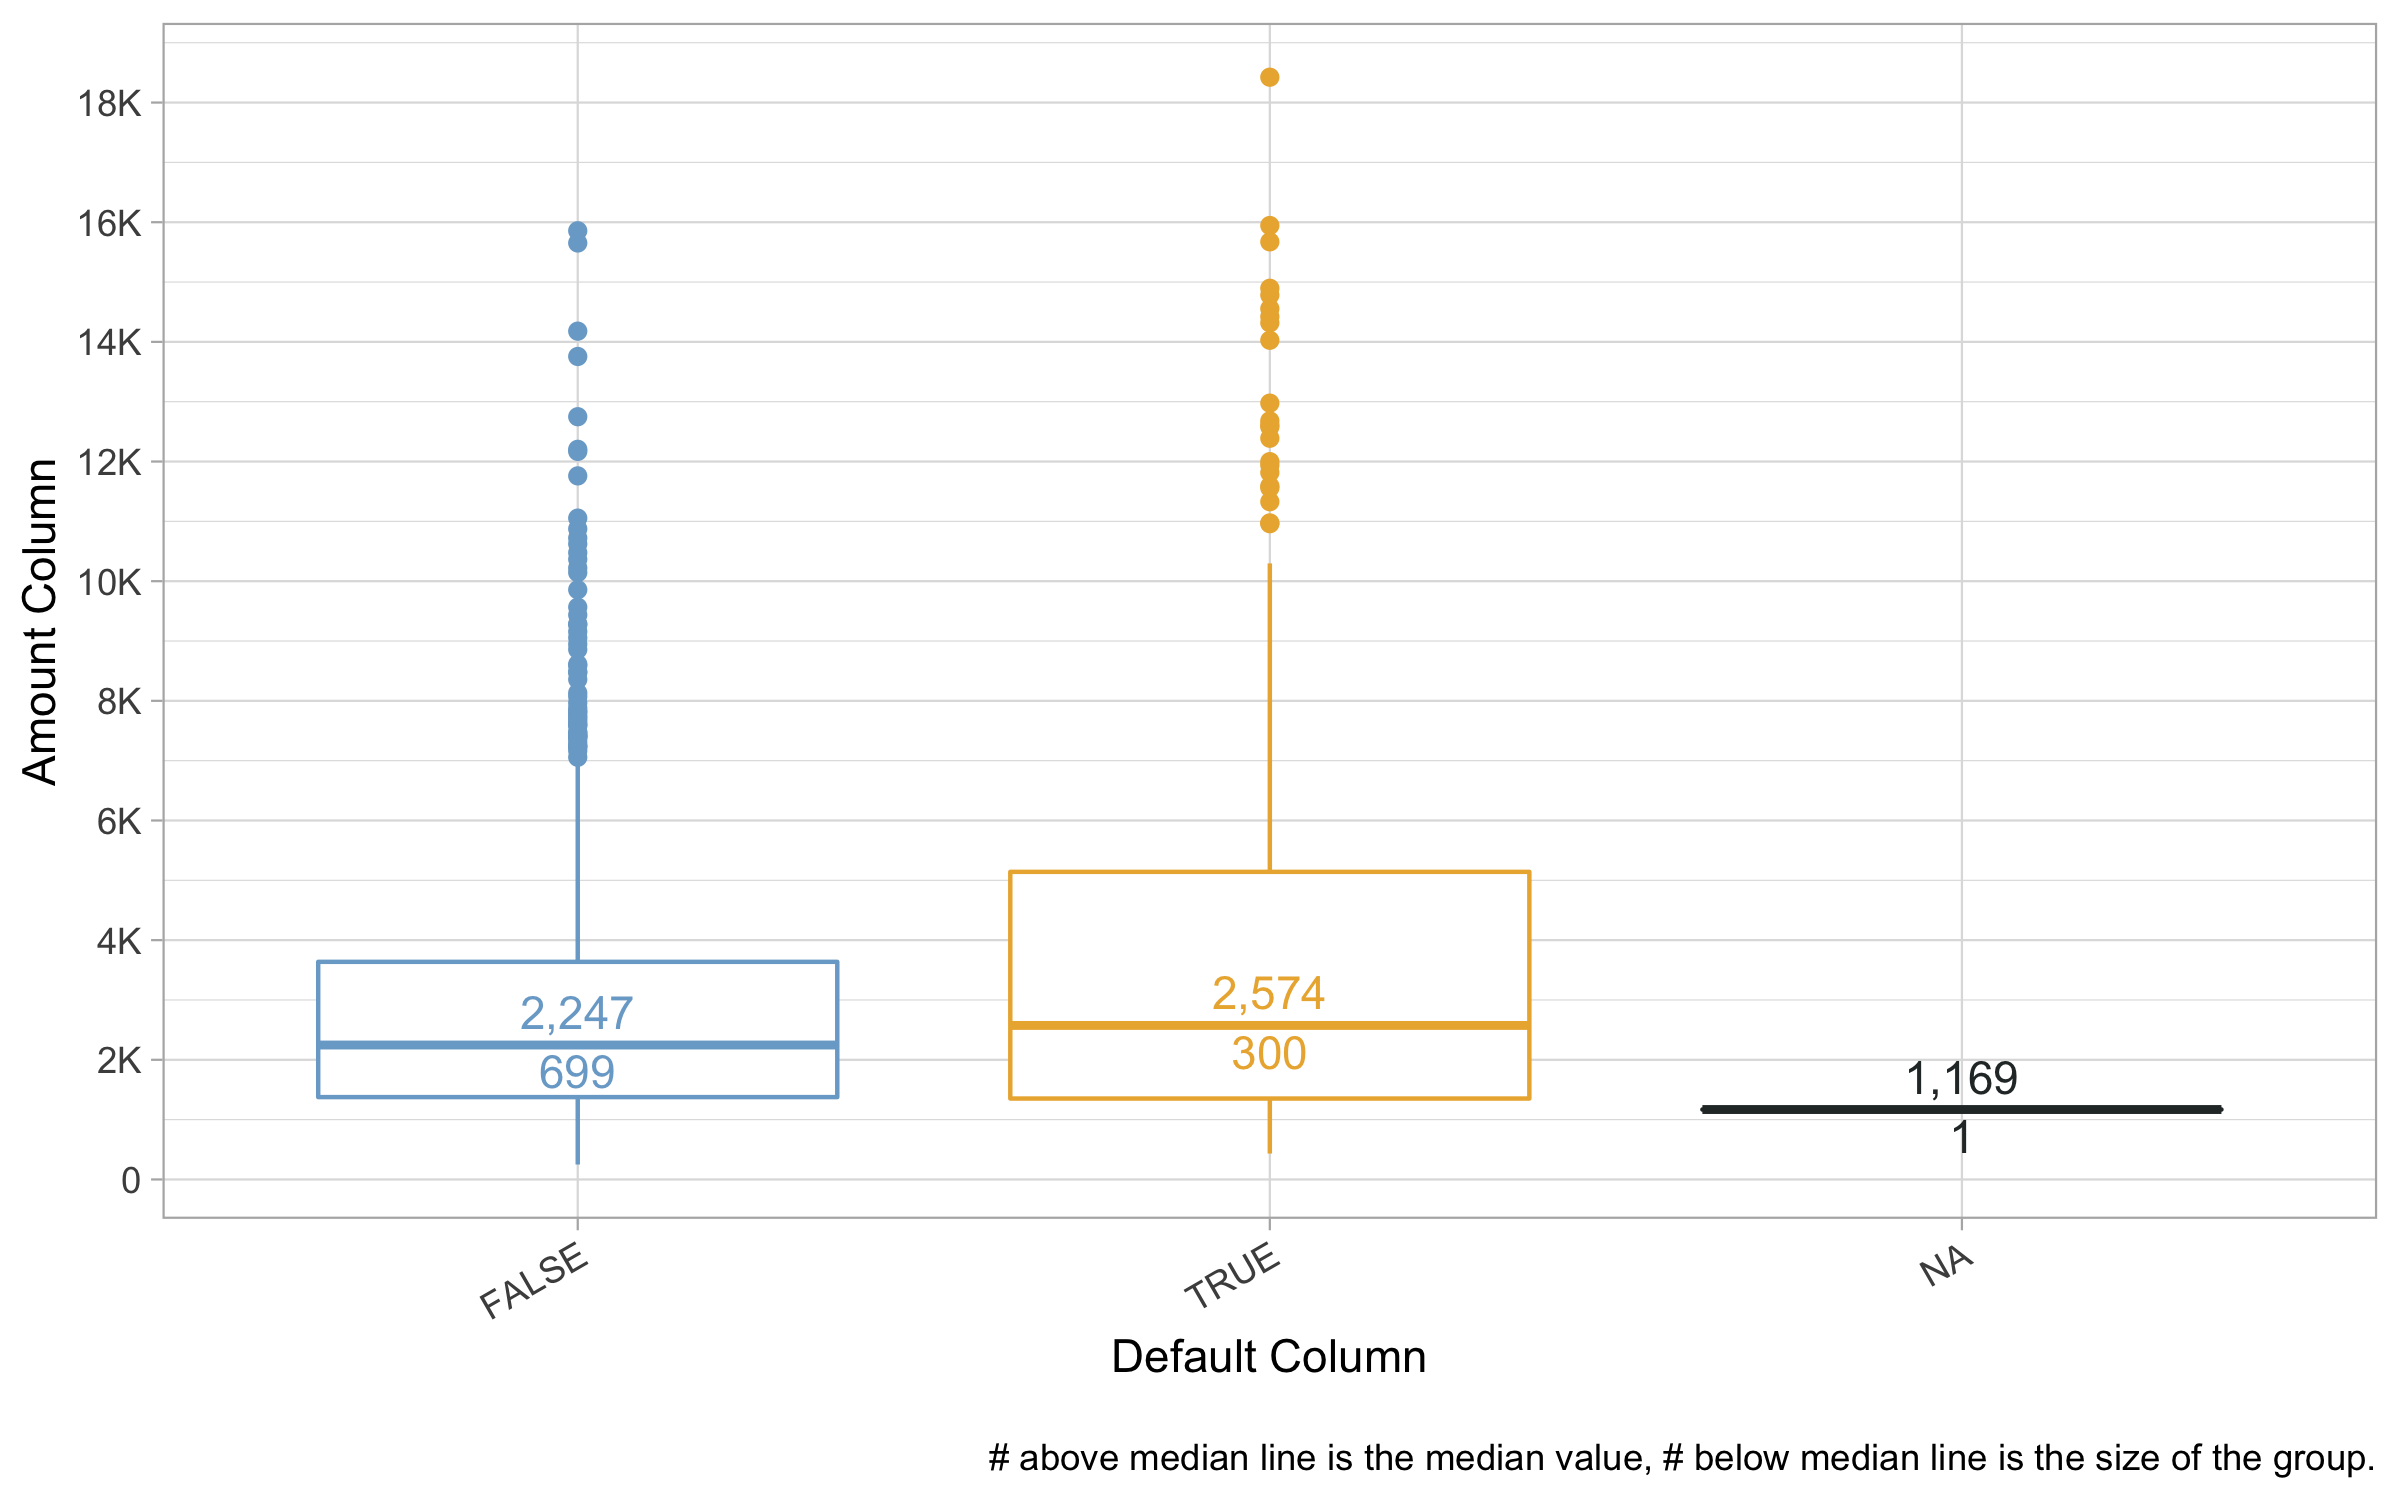 Amount Column
18K
16K
14K
12K
10K
8K
6K
4K
2K
0
2,247
699
2,574
300
1,169
1
FALSE
TRUE
NA
Default Column
# above median line is the median value, # below median line is the size of the group.